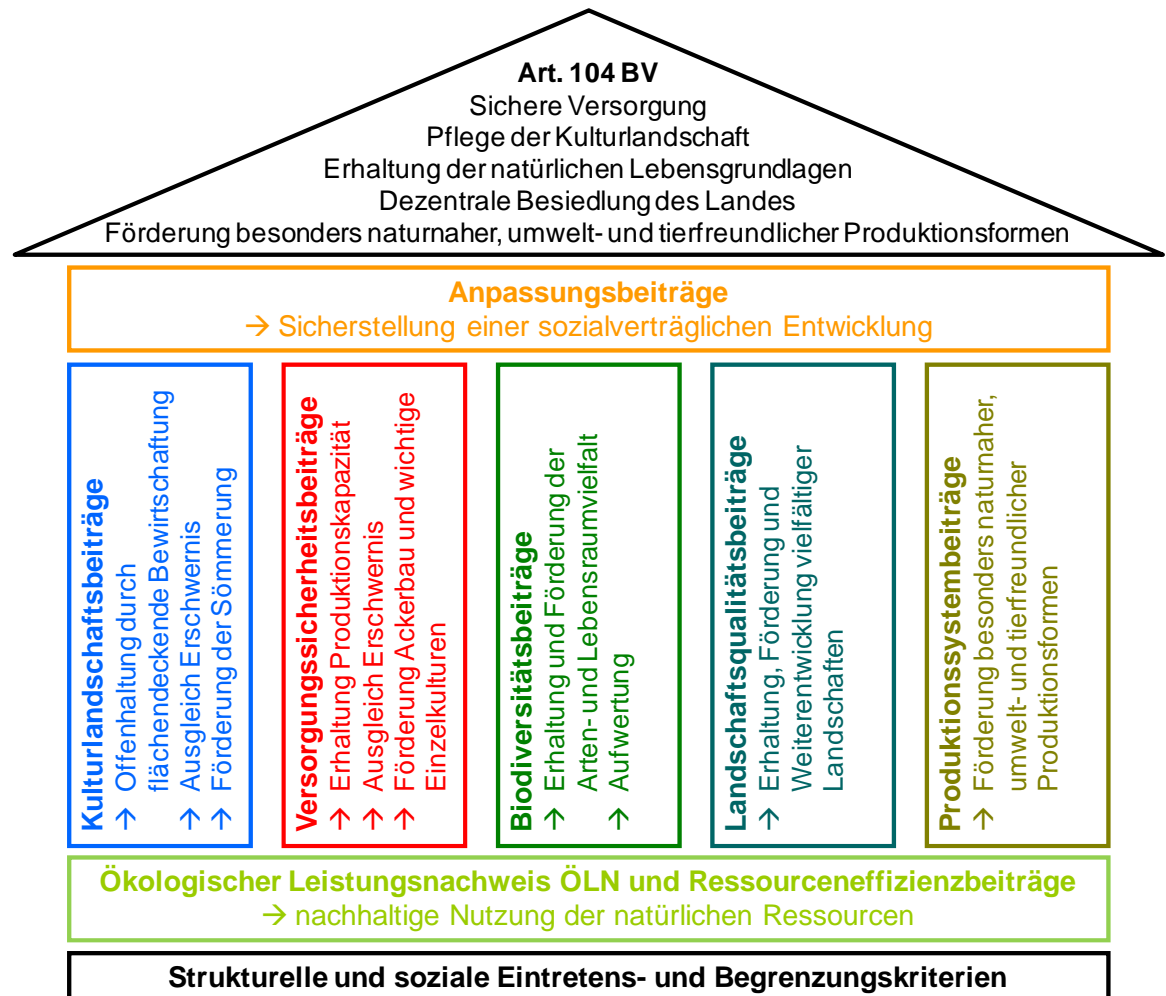 Art. 104 BV
Sichere Versorgung
Pflege der Kulturlandschaft
Erhaltung der natürlichen Lebensgrundlagen
Dezentrale Besiedlung des Landes
Förderung besonders naturnaher, umwelt- und tierfreundlicher Produktionsformen
Anpassungsbeiträge
→ Sicherstellung einer sozialverträglichen Entwicklung
Kulturlandschaftsbeiträge
→ Offenhaltung durch
flächendeckende Bewirtschaftung
→ Ausgleich Erschwernis
→ Förderung der Sömmerung
Versorgungssicherheitsbeiträge
→ Erhaltung Produktionskapazität
→ Ausgleich Erschwernis
→ Förderung Ackerbau und wichtige
Einzelkulturen
Biodiversitätsbeiträge
→ Erhaltung und Förderung der
Arten- und Lebensraumvielfalt
→ Aufwertung
Landschaftsqualitätsbeiträge
→ Erhaltung, Förderung und
Weiterentwicklung vielfältiger
Landschaften
Produktionssystembeiträge
→ Förderung besonders naturnaher,
umwelt- und tierfreundlicher
Produktionsformen
Ökologischer Leistungsnachweis ÖLN und Ressourceneffizienzbeiträge
→ nachhaltige Nutzung der natürlichen Ressourcen
Strukturelle und soziale Eintretens- und Begrenzungskriterien